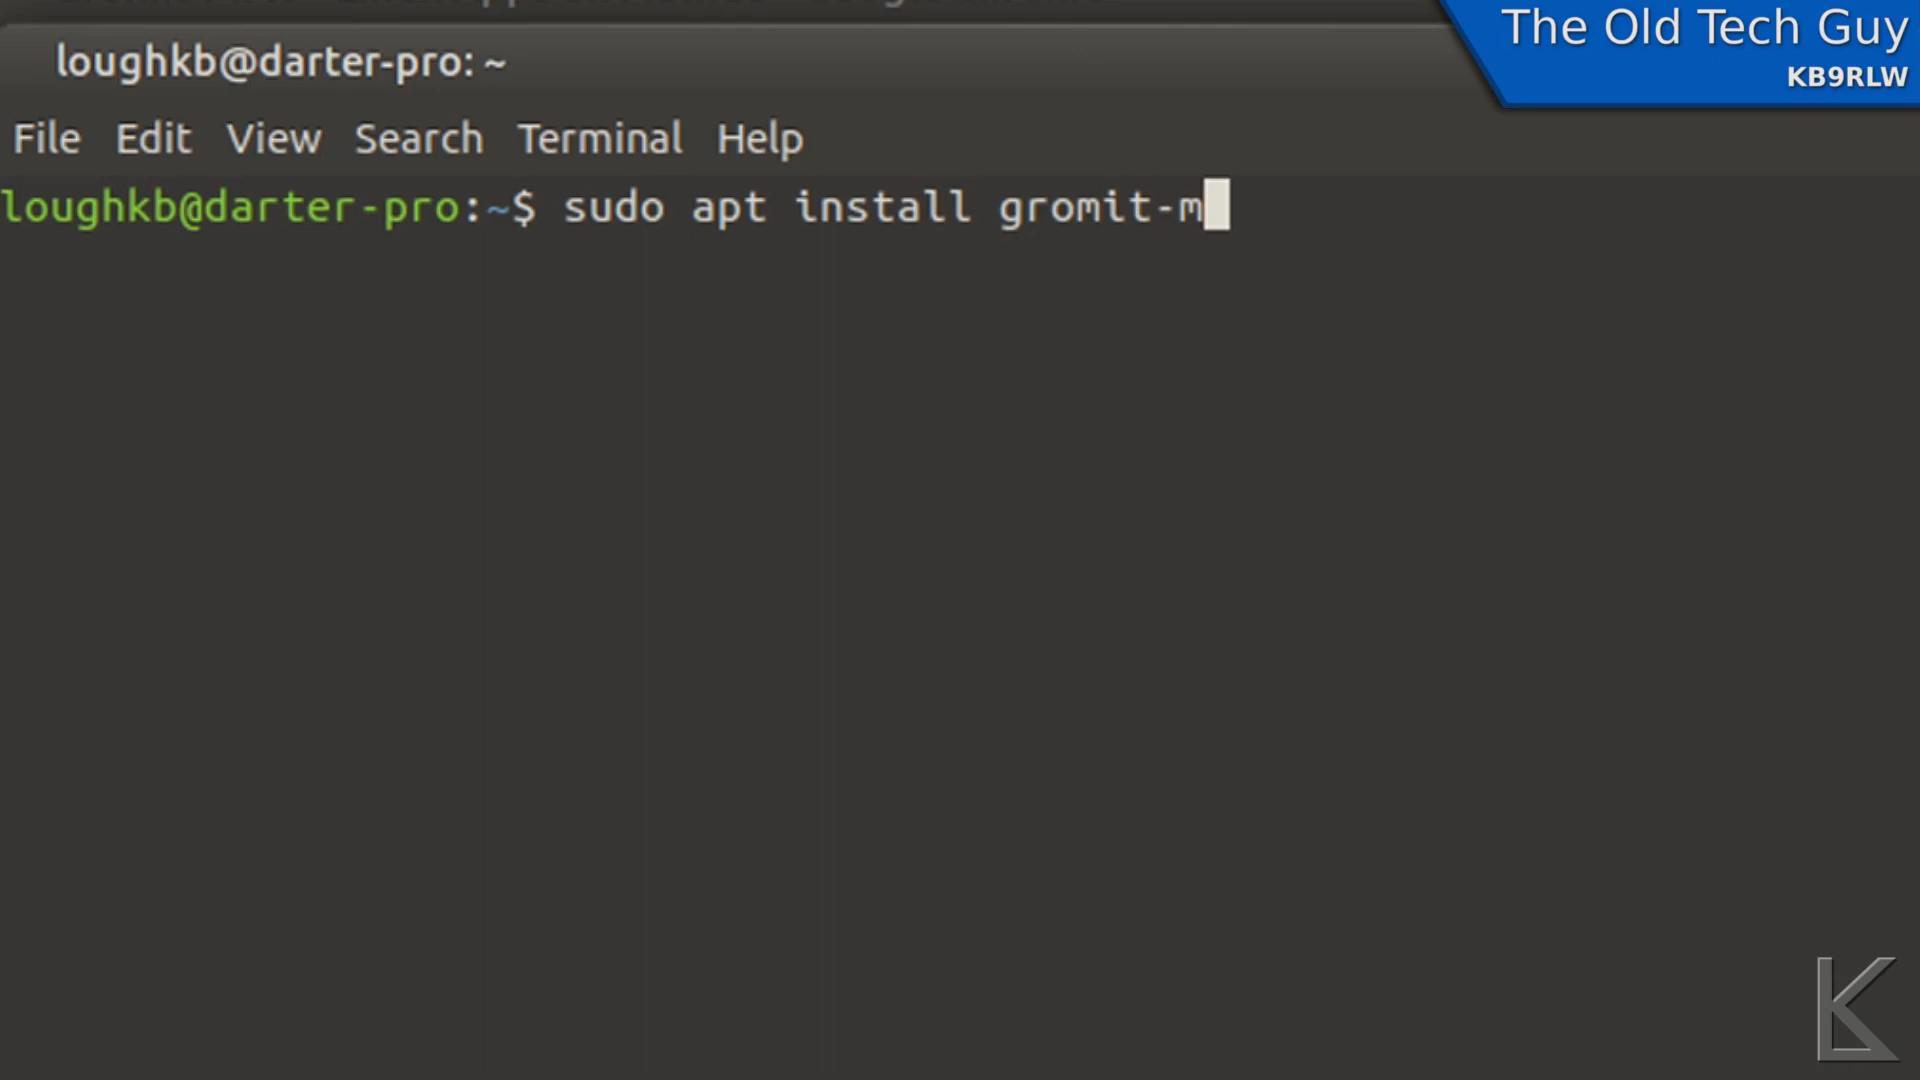 The Old Tech Guy
KB9RLW
loughkb@darter-pro: ~
File Edit View Search Terminal Help
loughkb@darter-pro:~$ sudo apt install gromit-m
K